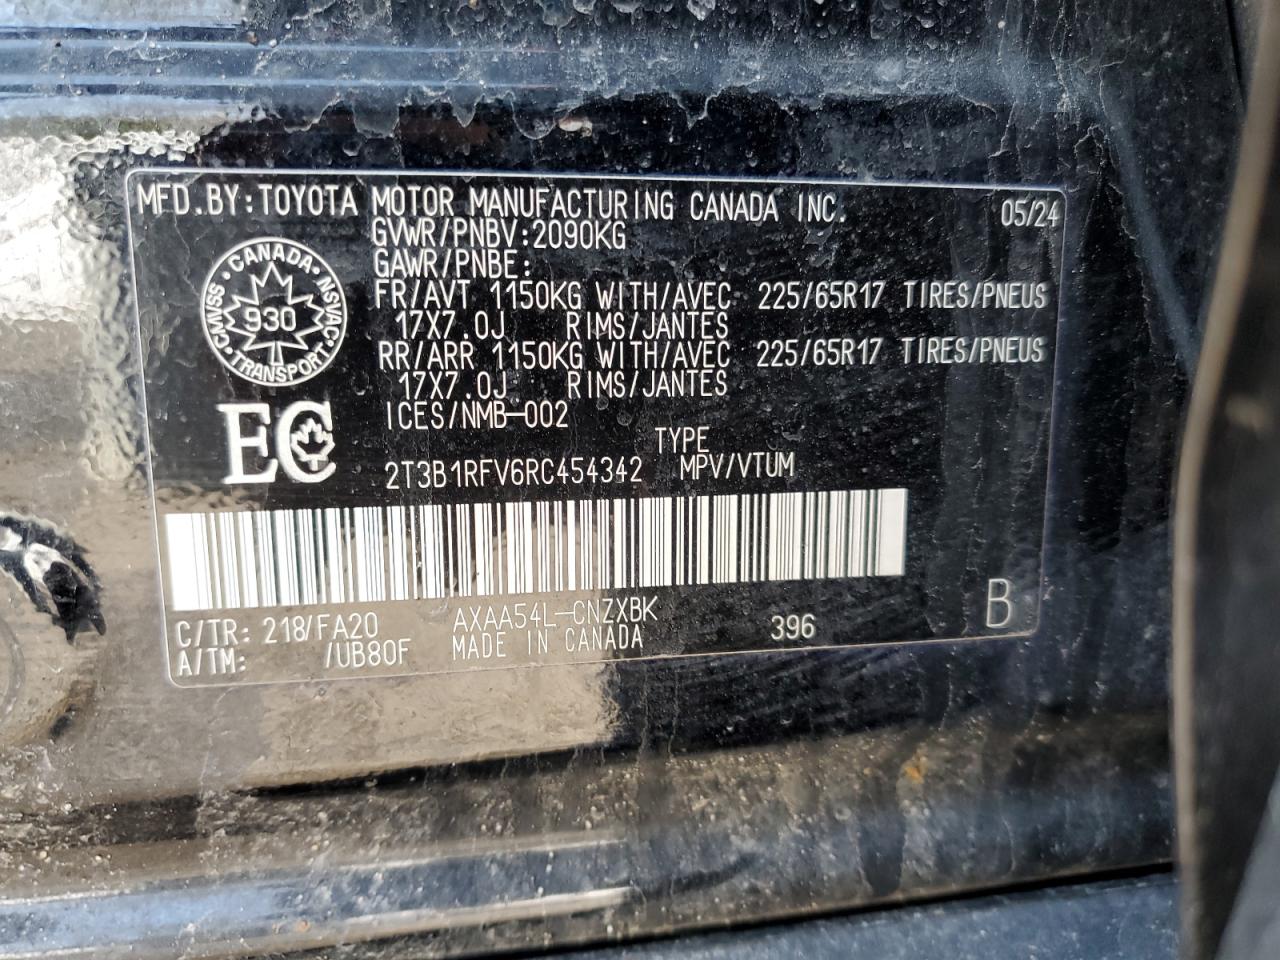 MFD.BY:TOYOTA MOTOR MANUFACTURING CANADA INC. 05/24
GVWR/PNBV:2090KG
GAWR/PNBE:
FR/AVT 1150KG WITH/AVEC 225/65R17 TIRES/PNEUS
17X7.0J RIMS/JANTES
RR/ARR 1150KG WITH/AVEC 225/65R17 TIRES/PNEUS
17X7.0J RIMS/JANTES
ICES/NMB-002
CANADA · NSVAC · TRANSPORT · CMVSS ·
930
EC
TYPE
2T3B1RFV6RC454342 MPV/VTUM
C/TR: 218/FA20 AXAA54L-CNZXBK 396 B
A/TM: /UB80F MADE IN CANADA